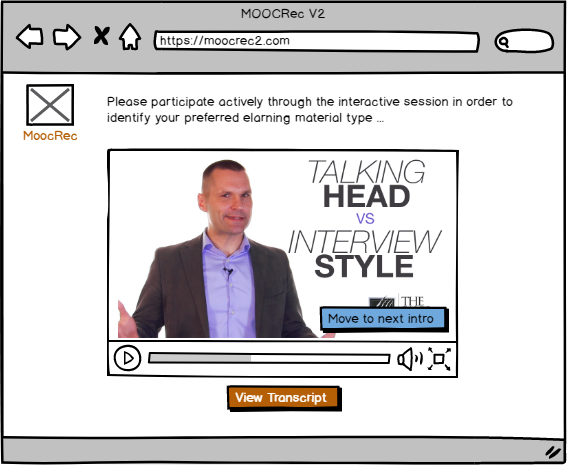 MOOCRec V2
https://moocrec2.com
MoocRec
Please participate actively through the interactive session in order to
identify your preferred elarning material type ...
TALKING
HEAD
VS
INTERVIEW
STYLE
THE
Move to next intro
View Transcript